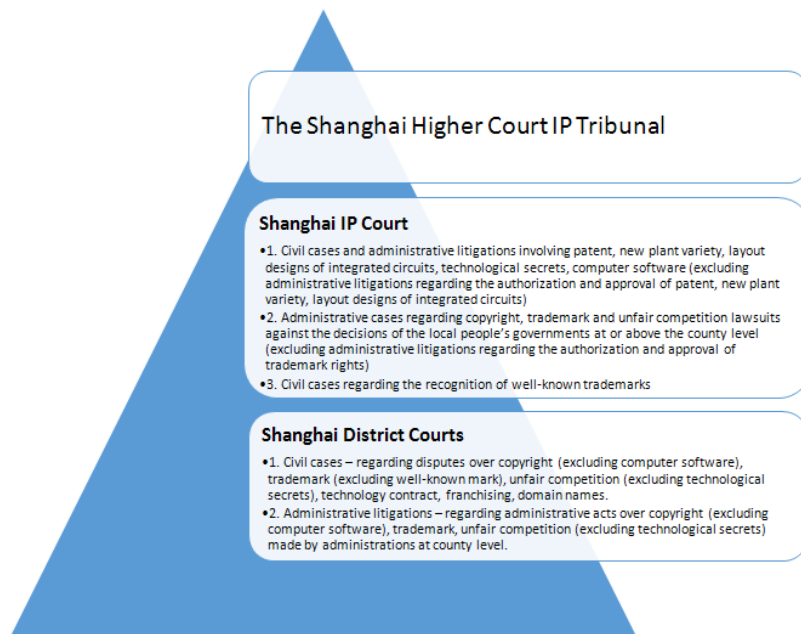 The Shanghai Higher Court IP Tribunal
Shanghai IP Court
•1. Civil cases and administrative litigations involving patent, new plant variety, layout
designs of integrated circuits, technological secrets, computer software (excluding
administrative litigations regarding the authorization and approval of patent, new plant
variety, layout designs of integrated circuits)
•2. Administrative cases regarding copyright, trademark and unfair competition lawsuits
against the decisions of the local people's governments at or above the county level
(excluding administrative litigations regarding the authorization and approval of
trademark rights)
•3. Civil cases regarding the recognition of well-known trademarks
Shanghai District Courts
•1. Civil cases – regarding disputes over copyright (excluding computer software),
trademark (excluding well-known mark), unfair competition (excluding technological
secrets), technology contract, franchising, domain names.
•2. Administrative litigations – regarding administrative acts over copyright (excluding
computer software), trademark, unfair competition (excluding technological secrets)
made by administrations at county level.